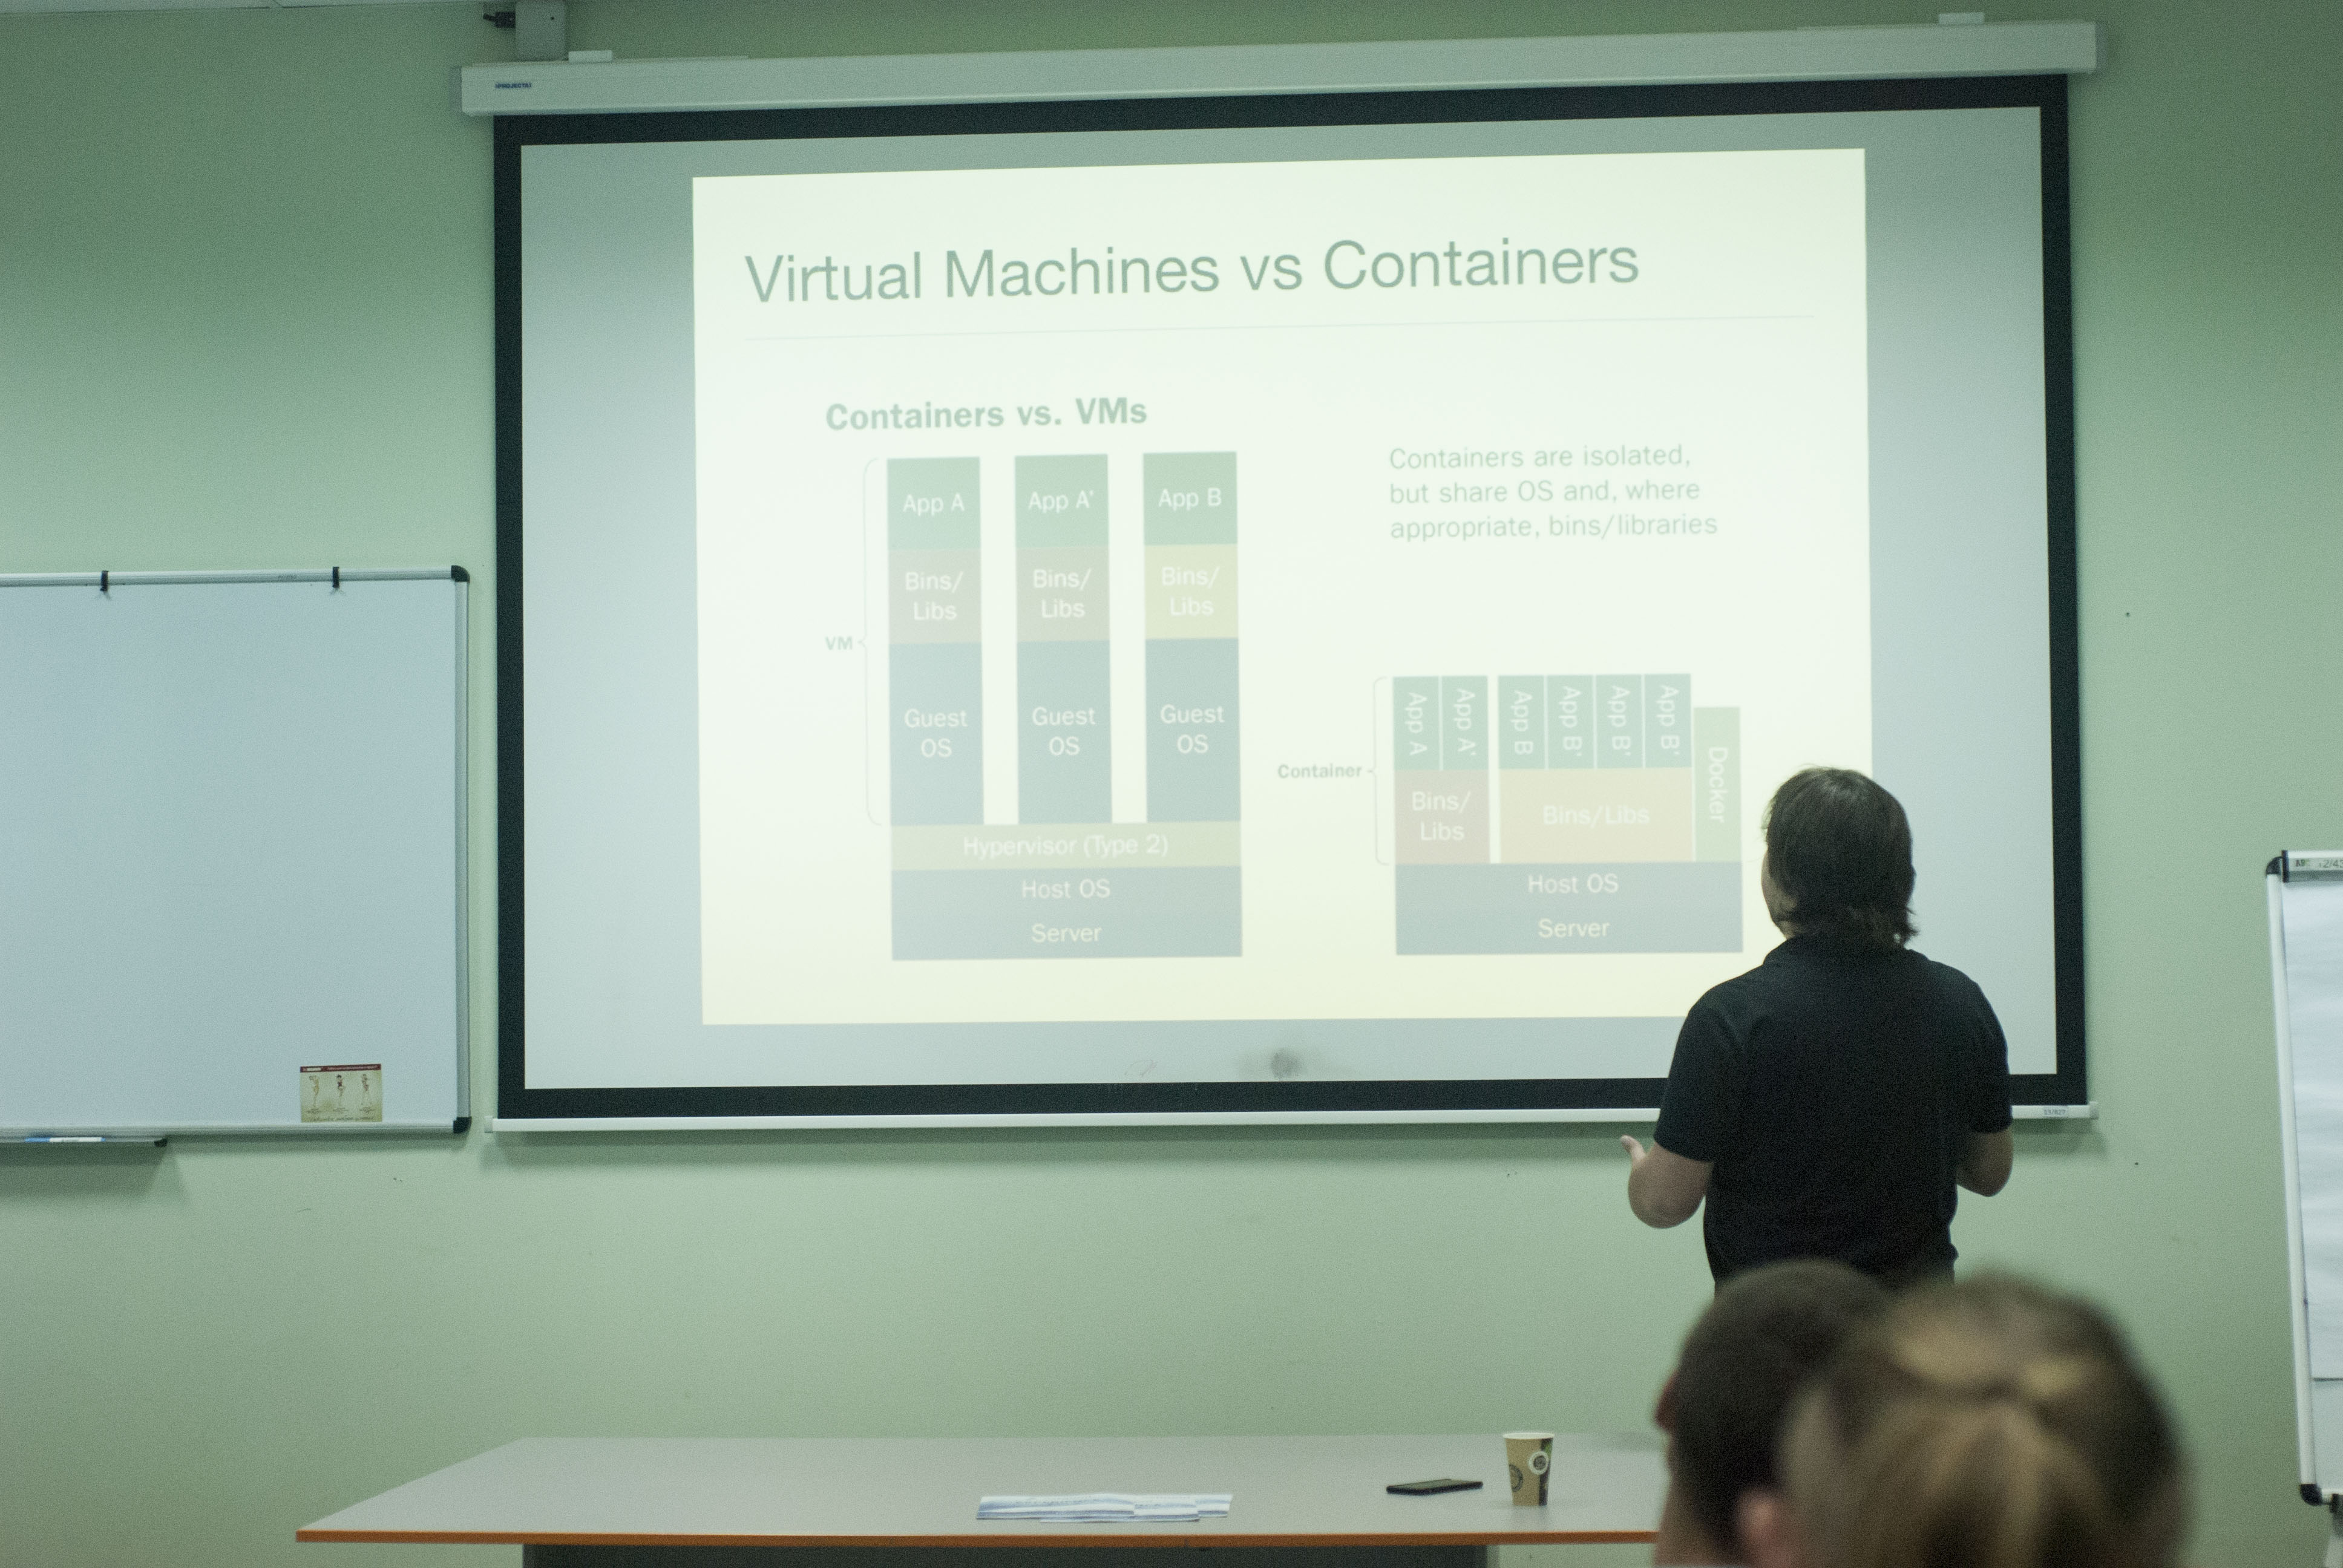 PROJECTA
Virtual Machines vs Containers
Containers vs. VMs
App A
App A'
App B
Bins/
Libs
Bins/
Libs
Bins/
Libs
VM
Guest
OS
Guest
OS
Guest
OS
Hypervisor (Type 2)
Host OS
Server
Containers are isolated,
but share OS and, where
appropriate, bins/libraries
App A
App A'
App B
App B'
App B'
App B'
Docker
Container
Bins/
Libs
Bins/Libs
Host OS
Server